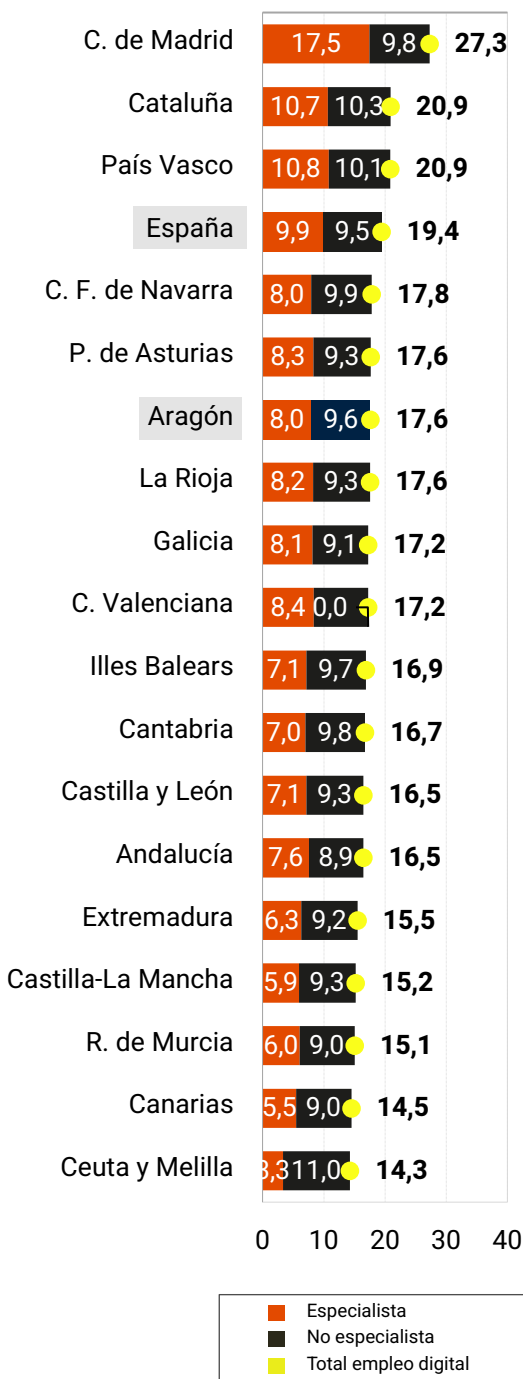 C. de Madrid 17,5 9,8 27,3
Cataluña 10,7 10,3 20,9
País Vasco 10,8 10,1 20,9
España 9,9 9,5 19,4
C. F. de Navarra 8,0 9,9 17,8
P. de Asturias 8,3 9,3 17,6
Aragón 8,0 9,6 17,6
La Rioja 8,2 9,3 17,6
Galicia 8,1 9,1 17,2
C. Valenciana 8,4 0,0 17,2
Illes Balears 7,1 9,7 16,9
Cantabria 7,0 9,8 16,7
Castilla y León 7,1 9,3 16,5
Andalucía 7,6 8,9 16,5
Extremadura 6,3 9,2 15,5
Castilla-La Mancha 5,9 9,3 15,2
R. de Murcia 6,0 9,0 15,1
Canarias 5,5 9,0 14,5
Ceuta y Melilla 3,3 11,0 14,3
0 10 20 30 40
Especialista
No especialista
Total empleo digital